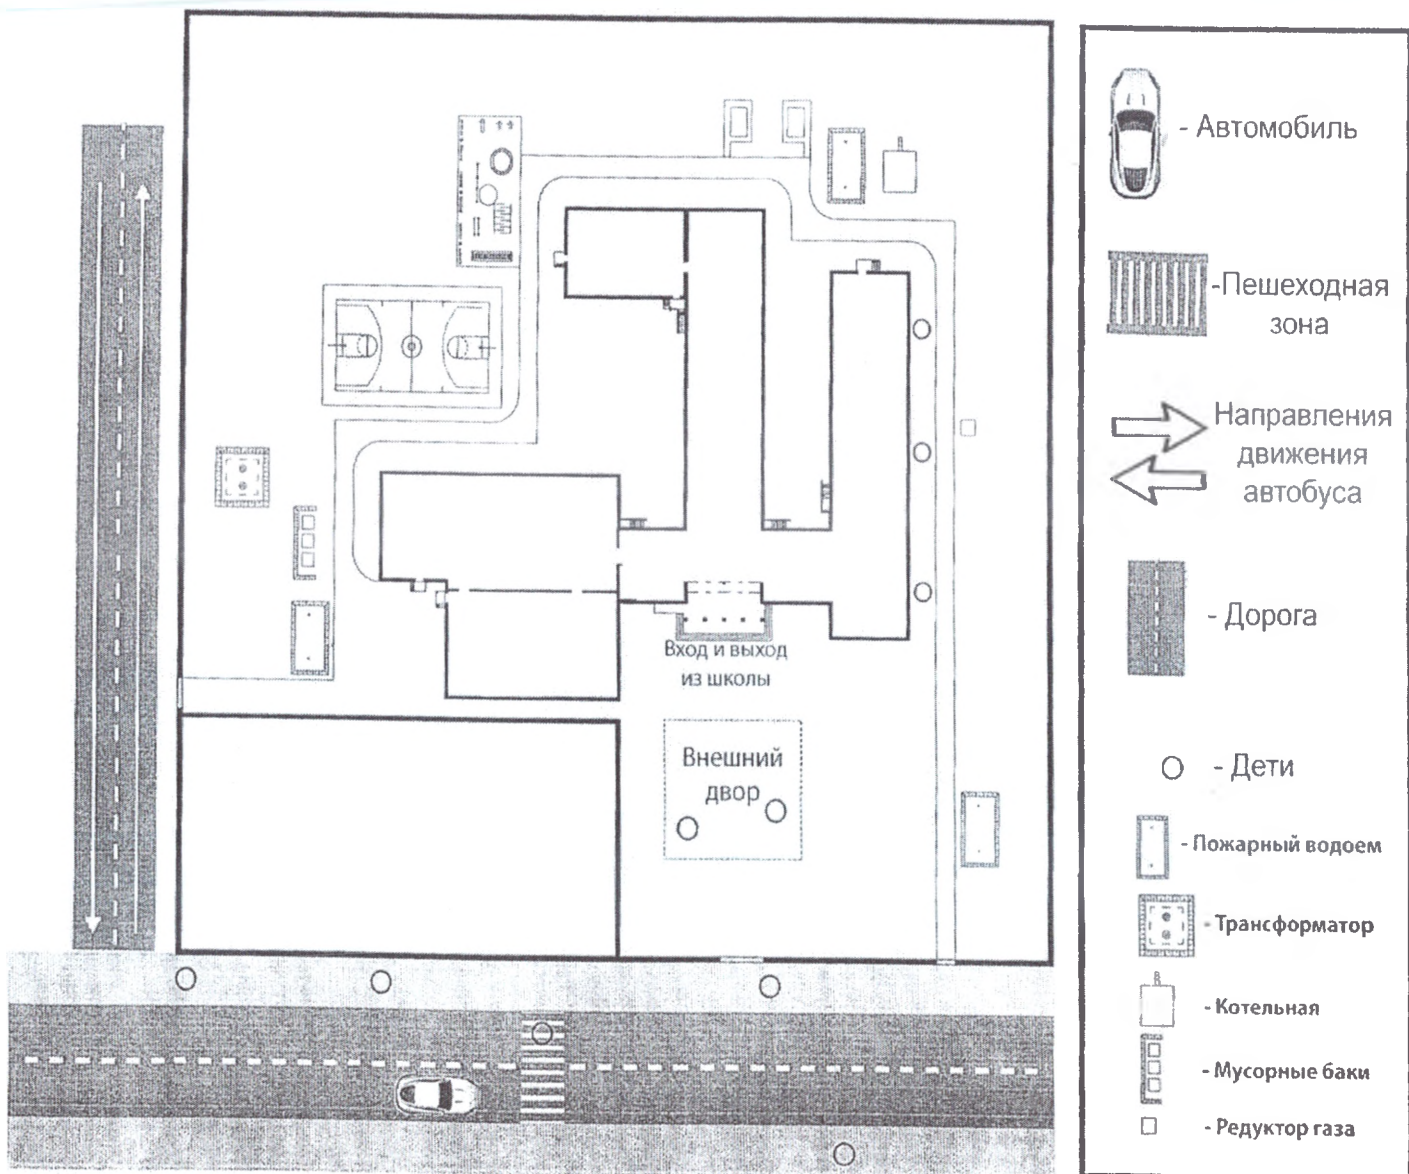 Вход и выход
из школы
Внешний
двор
- Автомобиль
-Пешеходная
зона
Направления
движения
автобуса
- Дорога
- Дети
- Пожарный водоем
- Трансформатор
- Котельная
- Мусорные баки
- Редуктор газа